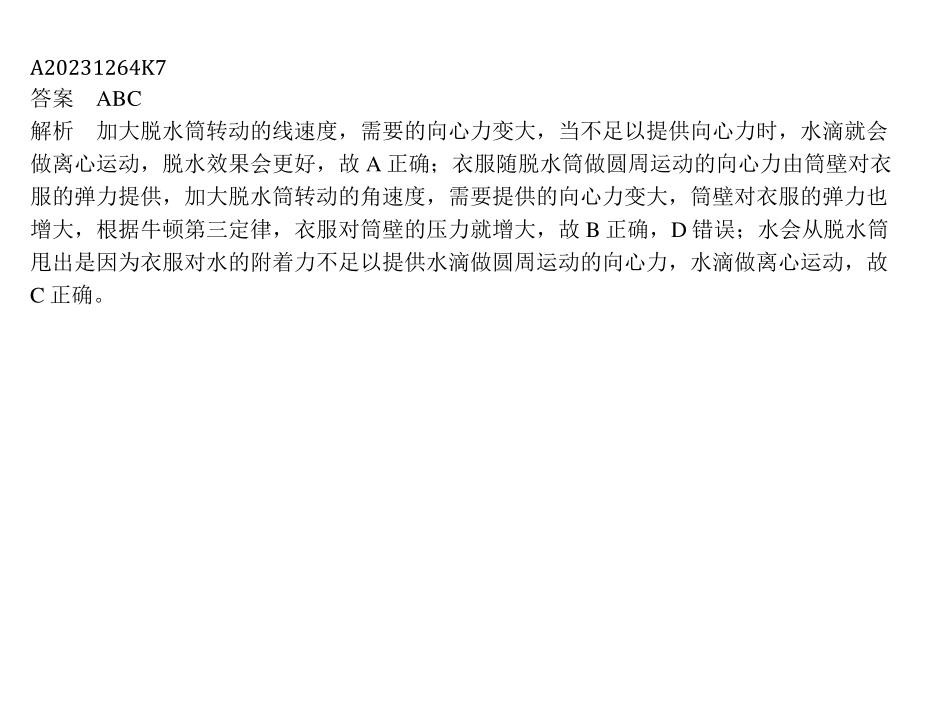 A20231264K7
答案 ABC
解析 加大脱水筒转动的线速度，需要的向心力变大，当不足以提供向心力时，水滴就会
做离心运动，脱水效果会更好，故 A 正确；衣服随脱水筒做圆周运动的向心力由筒壁对衣
服的弹力提供，加大脱水筒转动的角速度，需要提供的向心力变大，筒壁对衣服的弹力也
增大，根据牛顿第三定律，衣服对筒壁的压力就增大，故 B 正确，D 错误；水会从脱水筒
甩出是因为衣服对水的附着力不足以提供水滴做圆周运动的向心力，水滴做离心运动，故
C 正确。